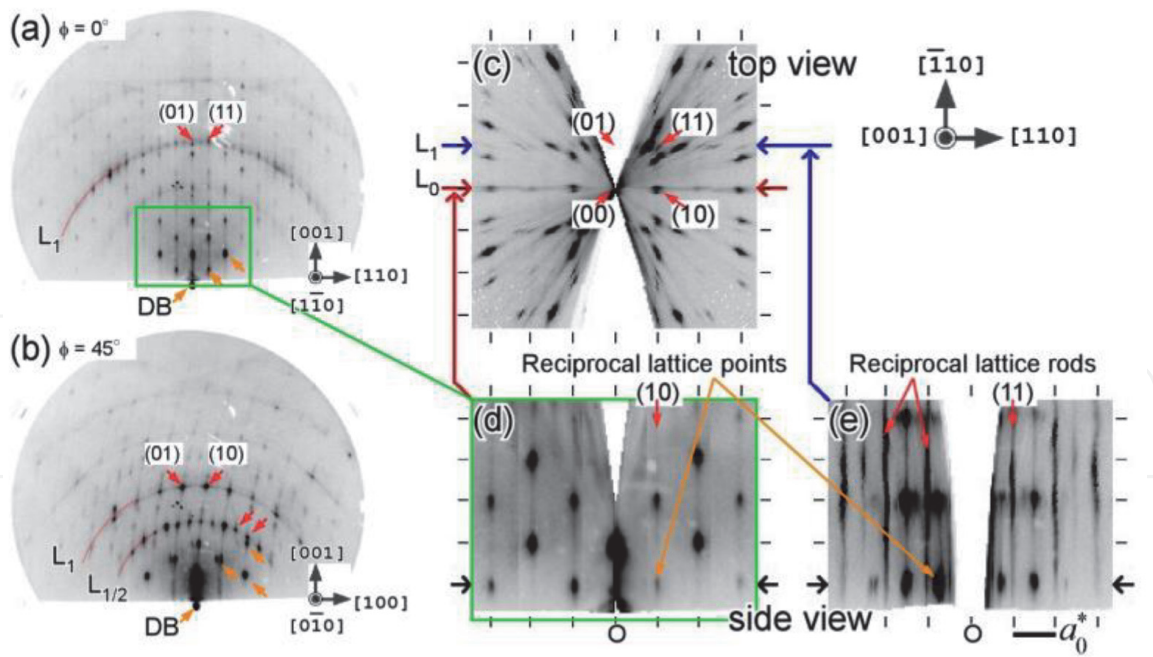 (a) ϕ = 0°
(01) (11)
L₁
[001]
[110]
[11̅0]
DB
(b) ϕ = 45°
(01) (10)
L₁
L₁/₂
[001]
[100]
[01̅0]
DB
(c)
top view
(01) (11)
L₁
L₀
(00) (10)
[1̅10]
[001] [110]
Reciprocal lattice points
(10)
(d)
side view
O
Reciprocal lattice rods
(11)
(e)
O
a₀*